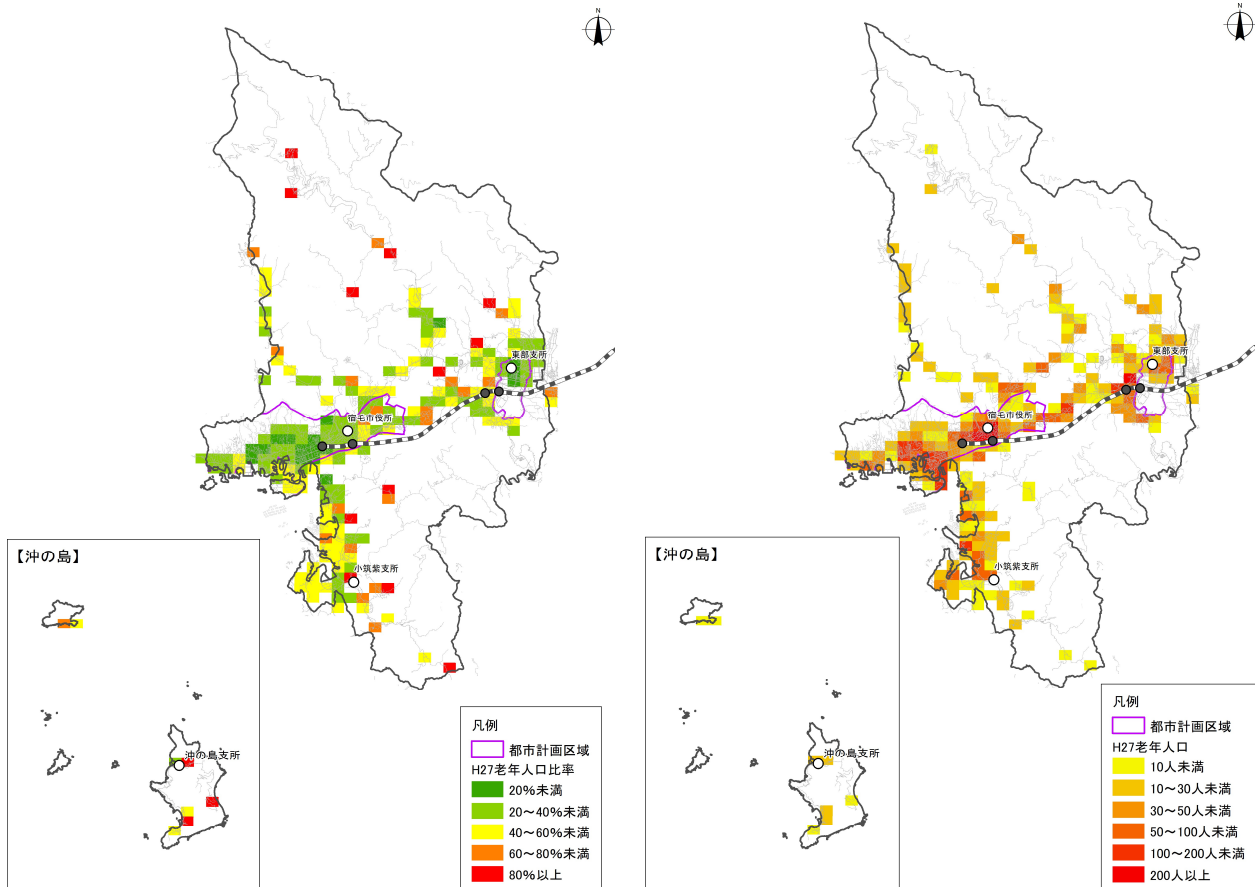 N
東部支所
宿毛市役所
小筑紫支所
【沖の島】
沖の島支所
凡例
都市計画区域
H27老年人口比率
20%未満
20~40%未満
40~60%未満
60~80%未満
80%以上
N
東部支所
宿毛市役所
小筑紫支所
【沖の島】
沖の島支所
凡例
都市計画区域
H27老年人口
10人未満
10~30人未満
30~50人未満
50~100人未満
100~200人未満
200人以上